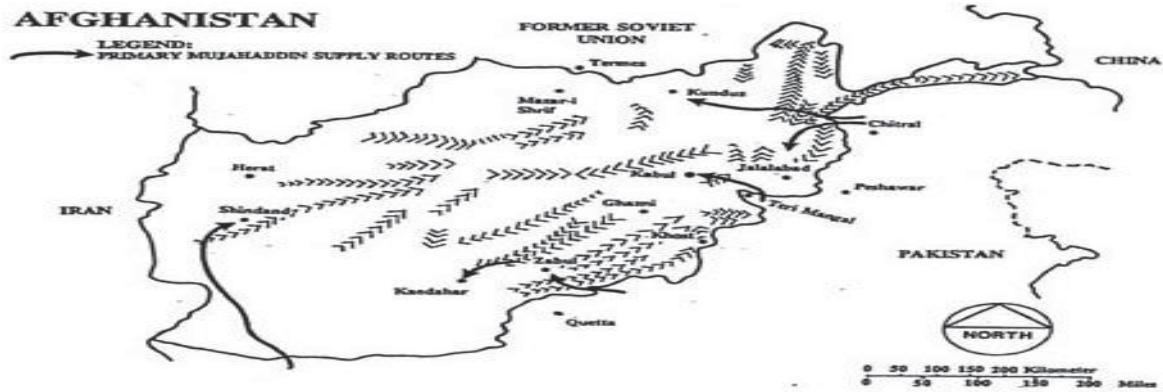 AFGHANISTAN
LEGEND:
PRIMARY MUJAHADDIN SUPPLY ROUTES
FORMER SOVIET
UNION
CHINA
Termez
Mazar-i
Shrif
Kunduz
Chitral
Herat
Kabul
Jalalabad
Peshawar
IRAN
Shindand
Ghazni
Teri Mangal
Khost
PAKISTAN
Zabul
Kaedahar
Quetta
NORTH
0 50 100 150 200 Kilometer
0 50 100 150 200 Miles